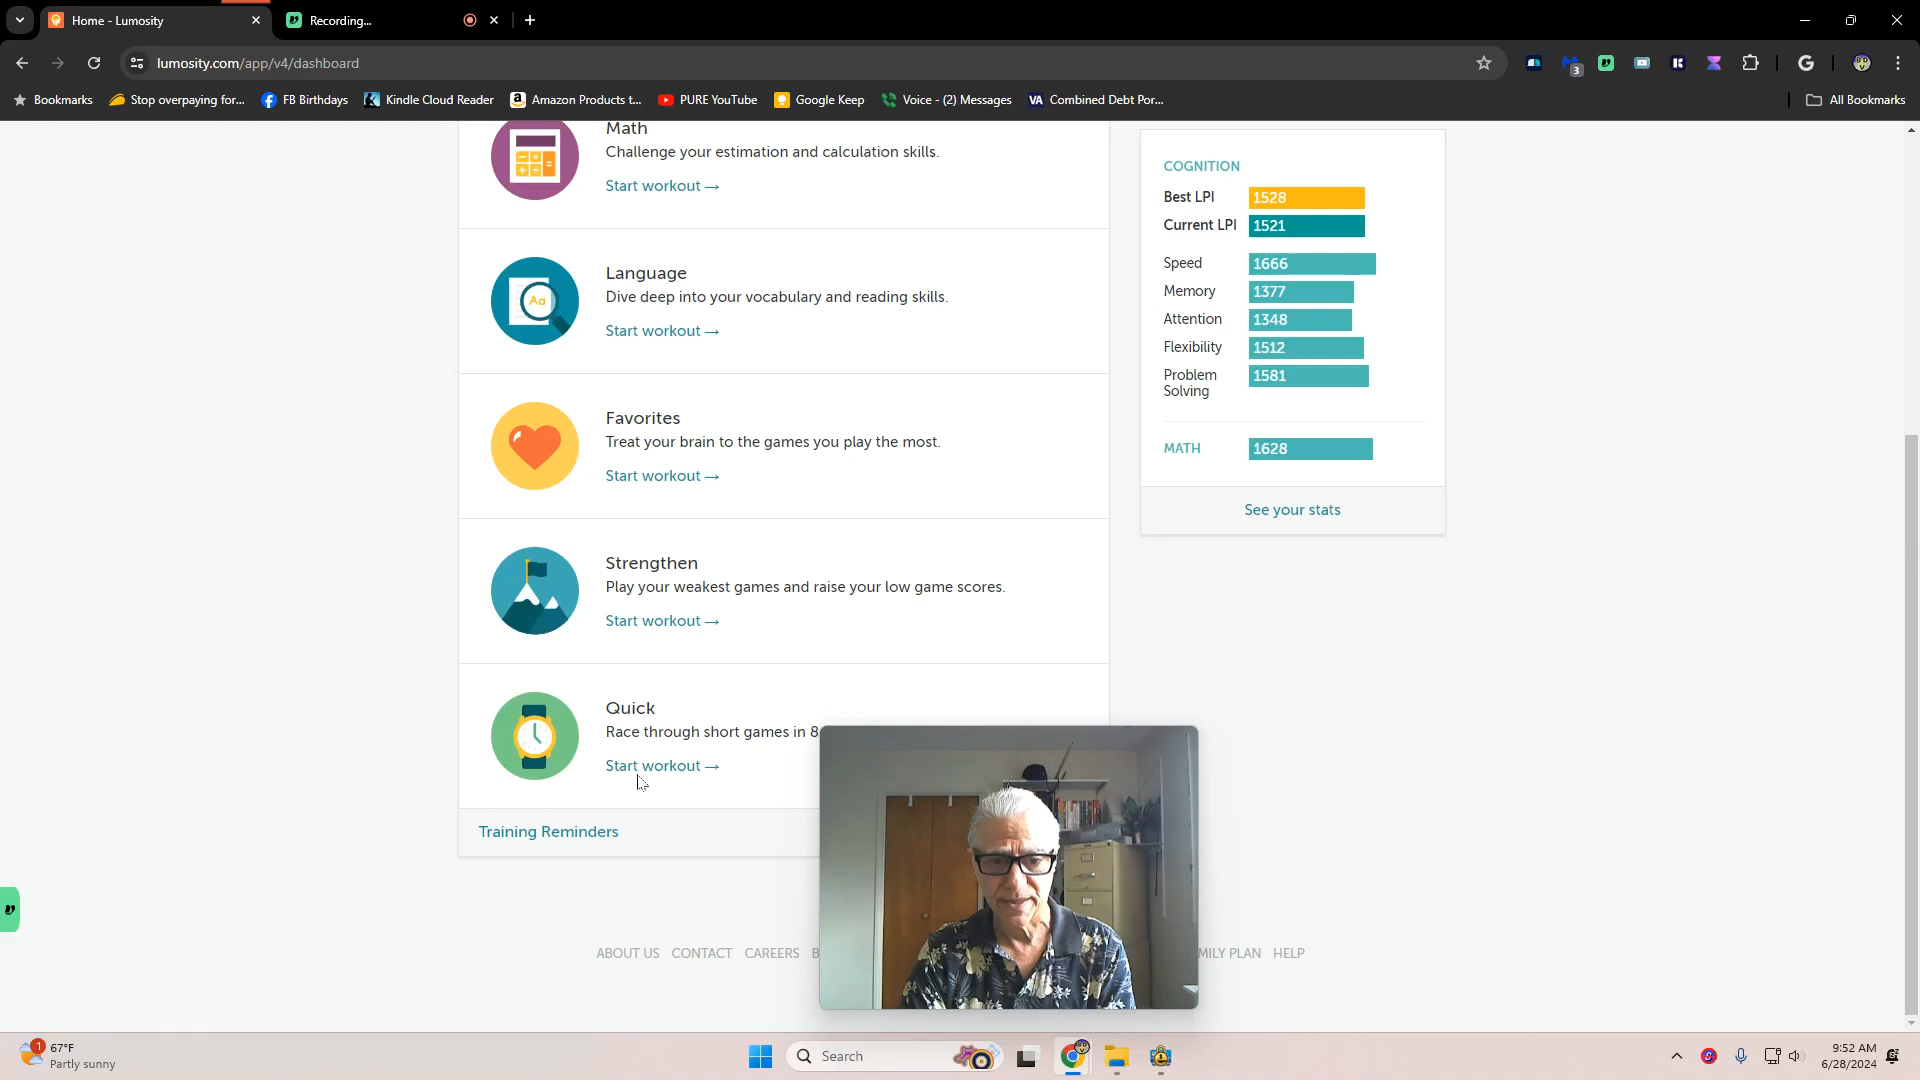 Home - Lumosity
Recording...
lumosity.com/app/v4/dashboard
3
Bookmarks
Stop overpaying for...
FB Birthdays
Kindle Cloud Reader
Amazon Products t...
PURE YouTube
Google Keep
Voice - (2) Messages
VA Combined Debt Por...
All Bookmarks
Math
Challenge your estimation and calculation skills.
Start workout →
Aa
Language
Dive deep into your vocabulary and reading skills.
Start workout →
Favorites
Treat your brain to the games you play the most.
Start workout →
Strengthen
Play your weakest games and raise your low game scores.
Start workout →
Quick
Race through short games in 8
Start workout →
Training Reminders
COGNITION
Best LPI 1528
Current LPI 1521
Speed 1666
Memory 1377
Attention 1348
Flexibility 1512
Problem
Solving 1581
MATH 1628
See your stats
ABOUT US CONTACT CAREERS B
MILY PLAN HELP
1
67°F
Partly sunny
Search
9:52 AM
6/28/2024